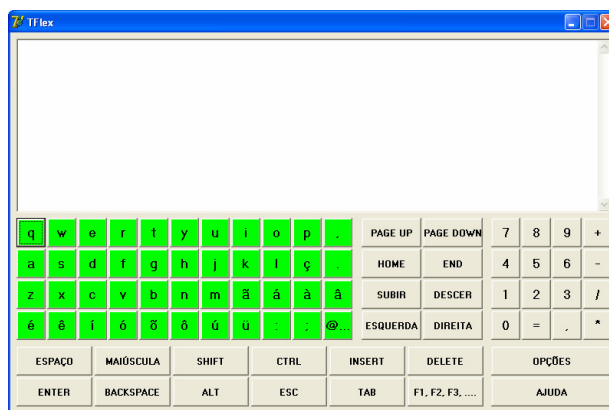 TFlex
q w e r t y u i o p . PAGE UP PAGE DOWN 7 8 9 +
a s d f g h j k l ç . HOME END 4 5 6 -
z x c v b n m ã á à â SUBIR DESCER 1 2 3 /
é ê í ó õ ô ú ü : ; @... ESQUERDA DIREITA 0 = , *
ESPAÇO MAIÚSCULA SHIFT CTRL INSERT DELETE OPÇÕES
ENTER BACKSPACE ALT ESC TAB F1, F2, F3, .... AJUDA